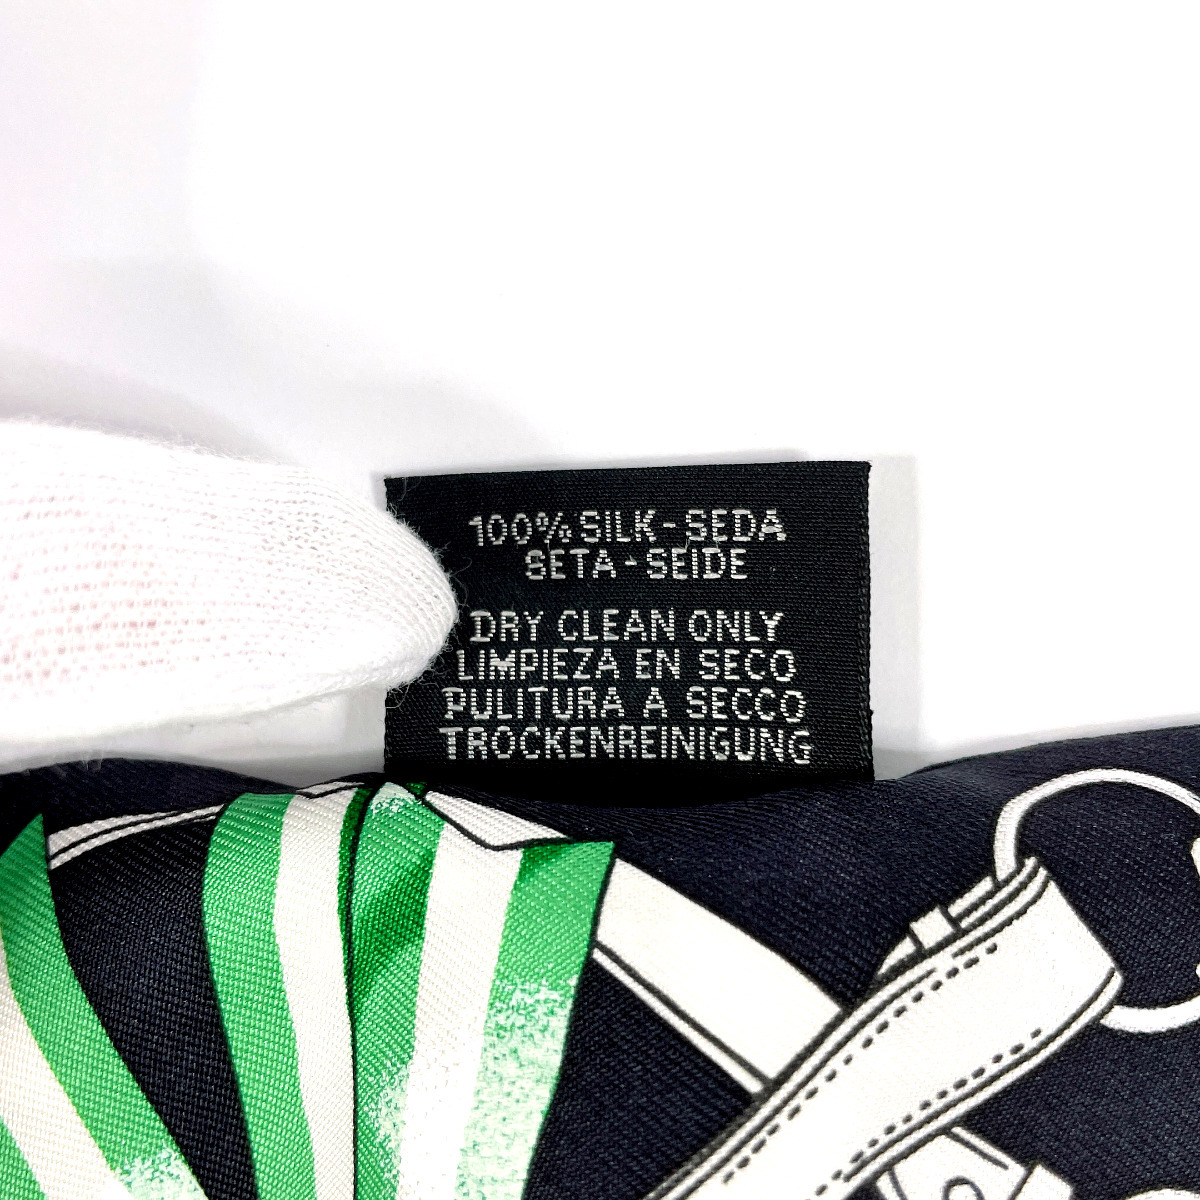 100% SILK - SEDA
SETA - SEIDE
DRY CLEAN ONLY
LIMPIEZA EN SECO
PULITURA A SECCO
TROCKENREINIGUNG